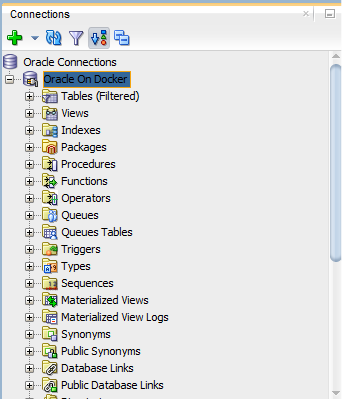 Connections
Oracle Connections
Oracle On Docker
Tables (Filtered)
Views
Indexes
Packages
Procedures
Functions
Operators
Queues
Queues Tables
Triggers
Types
Sequences
Materialized Views
Materialized View Logs
Synonyms
Public Synonyms
Database Links
Public Database Links